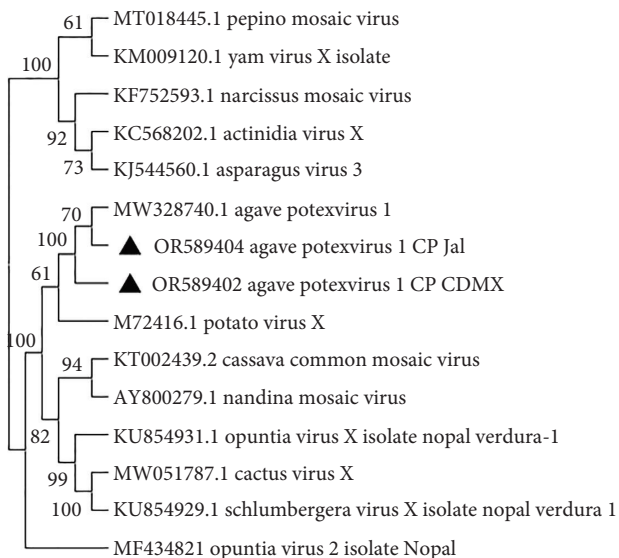 61 MT018445.1 pepino mosaic virus
KM009120.1 yam virus X isolate
100
KF752593.1 narcissus mosaic virus
92 KC568202.1 actinidia virus X
73 KJ544560.1 asparagus virus 3
70 MW328740.1 agave potexvirus 1
100 OR589404 agave potexvirus 1 CP Jal
61 OR589402 agave potexvirus 1 CP CDMX
M72416.1 potato virus X
100
94 KT002439.2 cassava common mosaic virus
AY800279.1 nandina mosaic virus
82 KU854931.1 opuntia virus X isolate nopal verdura-1
99 MW051787.1 cactus virus X
100 KU854929.1 schlumbergera virus X isolate nopal verdura 1
MF434821 opuntia virus 2 isolate Nopal